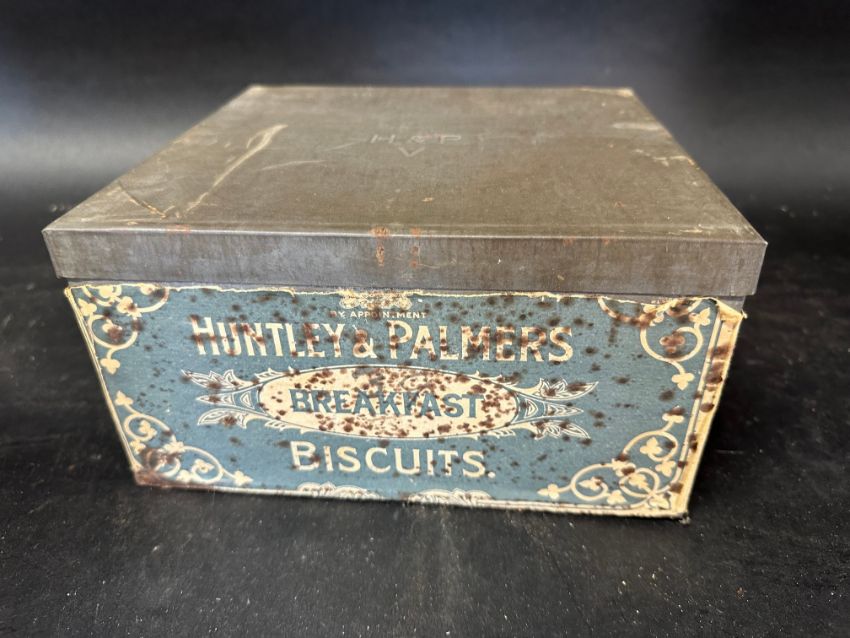 H & P
BY APPOINTMENT
HUNTLEY & PALMERS
BREAKFAST
BISCUITS.